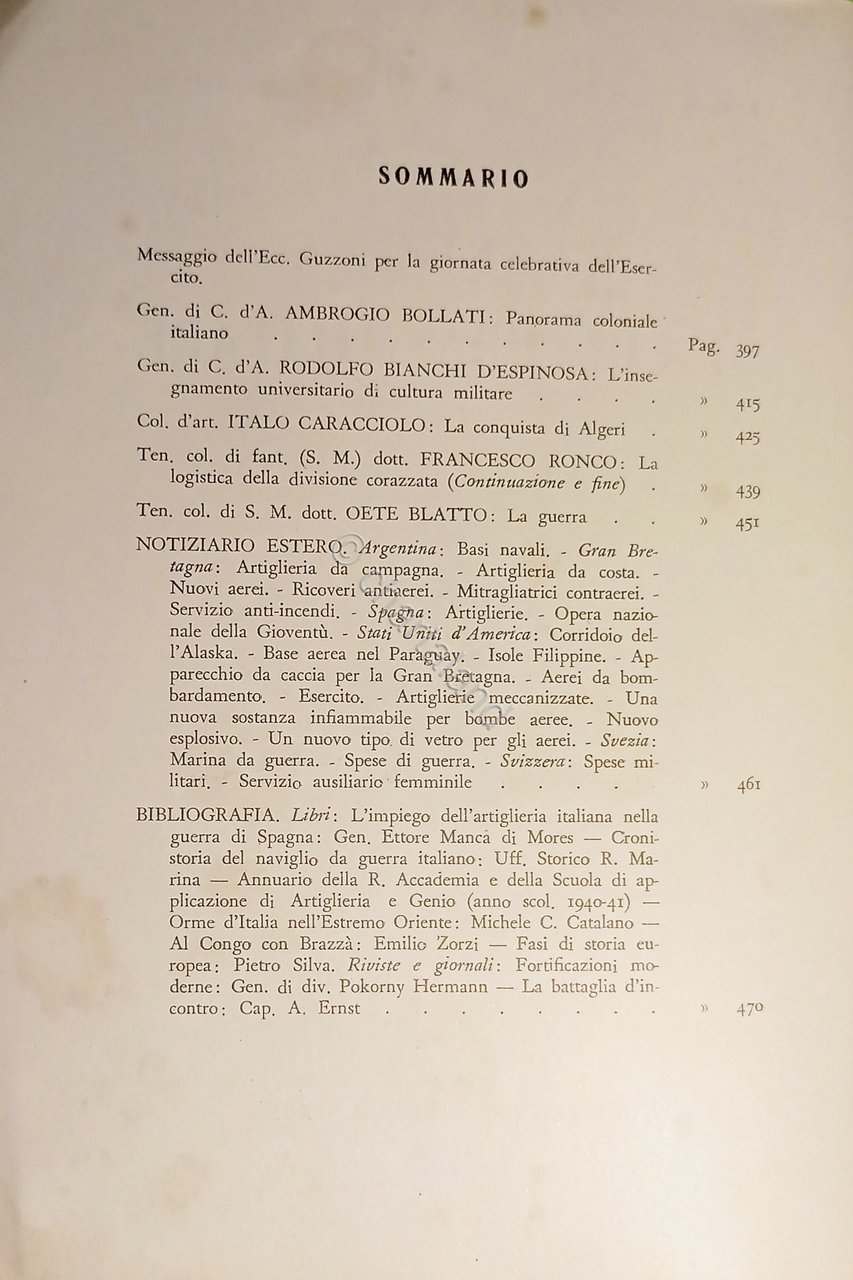 SOMMARIO
Messaggio dell'Ecc. Guzzoni per la giornata celebrativa dell'Eser-
cito.
Gen. di C. d'A. AMBROGIO BOLLATI: Panorama coloniale
italiano . . . . . . . . . . Pag. 397
Gen. di C. d'A. RODOLFO BIANCHI D'ESPINOSA: L'inse-
gnamento universitario di cultura militare . . . . » 415
Col. d'art. ITALO CARACCIOLO: La conquista di Algeri . » 425
Ten. col. di fant. (S. M.) dott. FRANCESCO RONCO: La
logistica della divisione corazzata (Continuazione e fine) . » 439
Ten. col. di S. M. dott. OETE BLATTO: La guerra . . » 451
NOTIZIARIO ESTERO. Argentina: Basi navali. - Gran Bre-
tagna: Artiglieria da campagna. - Artiglieria da costa. -
Nuovi aerei. - Ricoveri antiaerei. - Mitragliatrici contraerei. -
Servizio anti-incendi. - Spagna: Artiglierie. - Opera nazio-
nale della Gioventù. - Stati Uniti d'America: Corridoio del-
l'Alaska. - Base aerea nel Paraguay. - Isole Filippine. - Ap-
parecchio da caccia per la Gran Bretagna. - Aerei da bom-
bardamento. - Esercito. - Artiglierie meccanizzate. - Una
nuova sostanza infiammabile per bombe aeree. - Nuovo
esplosivo. - Un nuovo tipo di vetro per gli aerei. - Svezia:
Marina da guerra. - Spese di guerra. - Svizzera: Spese mi-
litari. - Servizio ausiliario femminile . . . . » 461
BIBLIOGRAFIA. Libri: L'impiego dell'artiglieria italiana nella
guerra di Spagna: Gen. Ettore Manca di Mores — Croni-
storia del naviglio da guerra italiano: Uff. Storico R. Ma-
rina — Annuario della R. Accademia e della Scuola di ap-
plicazione di Artiglieria e Genio (anno scol. 1940-41) —
Orme d'Italia nell'Estremo Oriente: Michele C. Catalano —
Al Congo con Brazzà: Emilio Zorzi — Fasi di storia eu-
ropea: Pietro Silva. Riviste e giornali: Fortificazioni mo-
derne: Gen. di div. Pokorny Hermann — La battaglia d'in-
contro: Cap. A. Ernst . . . . . . . » 470